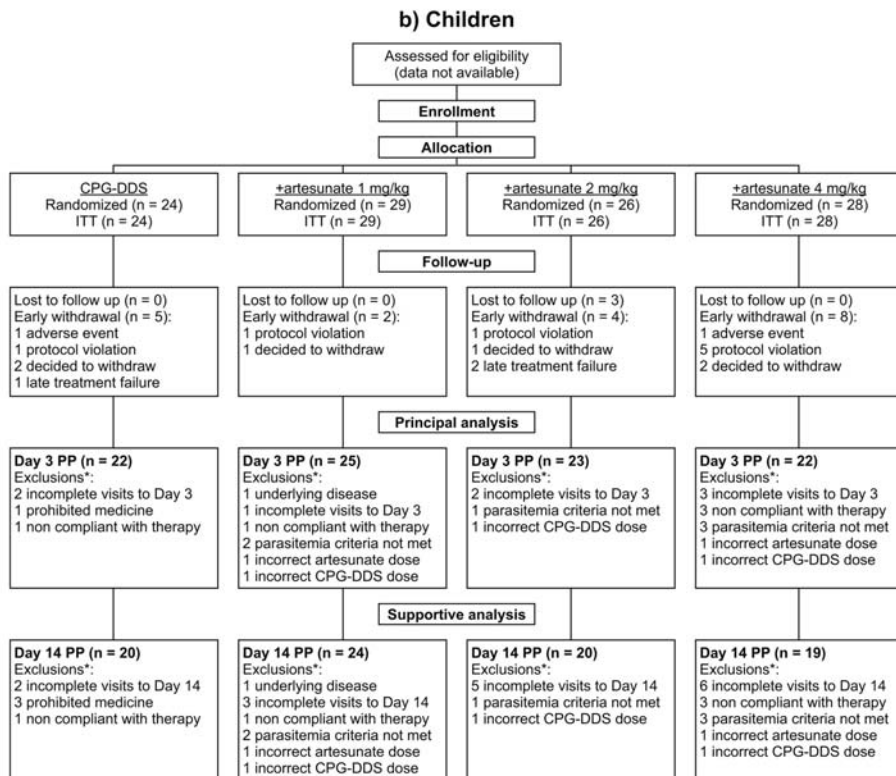 b) Children
Assessed for eligibility
(data not available)
Enrollment
Allocation
CPG-DDS
Randomized (n = 24)
ITT (n = 24)
+artesunate 1 mg/kg
Randomized (n = 29)
ITT (n = 29)
+artesunate 2 mg/kg
Randomized (n = 26)
ITT (n = 26)
+artesunate 4 mg/kg
Randomized (n = 28)
ITT (n = 28)
Follow-up
Lost to follow up (n = 0)
Early withdrawal (n = 5):
1 adverse event
1 protocol violation
2 decided to withdraw
1 late treatment failure
Lost to follow up (n = 0)
Early withdrawal (n = 2):
1 protocol violation
1 decided to withdraw
Lost to follow up (n = 3)
Early withdrawal (n = 4):
1 protocol violation
1 decided to withdraw
2 late treatment failure
Lost to follow up (n = 0)
Early withdrawal (n = 8):
1 adverse event
5 protocol violation
2 decided to withdraw
Principal analysis
Day 3 PP (n = 22)
Exclusions*:
2 incomplete visits to Day 3
1 prohibited medicine
1 non compliant with therapy
Day 3 PP (n = 25)
Exclusions*:
1 underlying disease
1 incomplete visits to Day 3
1 non compliant with therapy
2 parasitemia criteria not met
1 incorrect artesunate dose
1 incorrect CPG-DDS dose
Day 3 PP (n = 23)
Exclusions*:
2 incomplete visits to Day 3
1 parasitemia criteria not met
1 incorrect CPG-DDS dose
Day 3 PP (n = 22)
Exclusions*:
3 incomplete visits to Day 3
3 non compliant with therapy
3 parasitemia criteria not met
1 incorrect artesunate dose
1 incorrect CPG-DDS dose
Supportive analysis
Day 14 PP (n = 20)
Exclusions*:
2 incomplete visits to Day 14
3 prohibited medicine
1 non compliant with therapy
Day 14 PP (n = 24)
Exclusions*:
1 underlying disease
3 incomplete visits to Day 14
1 non compliant with therapy
2 parasitemia criteria not met
1 incorrect artesunate dose
1 incorrect CPG-DDS dose
Day 14 PP (n = 20)
Exclusions*:
5 incomplete visits to Day 14
1 parasitemia criteria not met
1 incorrect CPG-DDS dose
Day 14 PP (n = 19)
Exclusions*:
6 incomplete visits to Day 14
3 non compliant with therapy
3 parasitemia criteria not met
1 incorrect artesunate dose
1 incorrect CPG-DDS dose